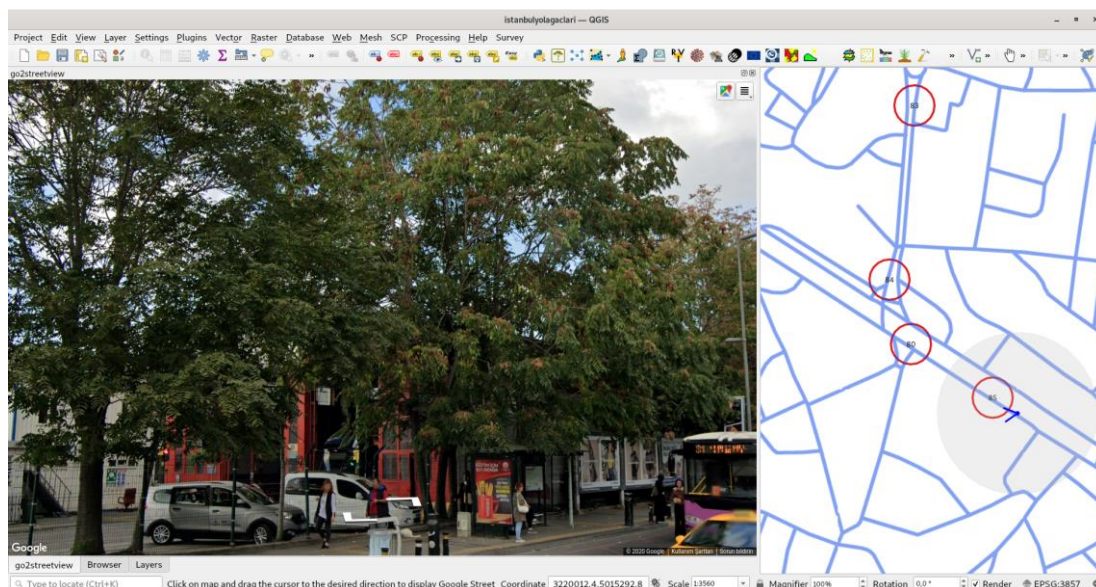 istanbulyolagaclari — QGIS
Project Edit View Layer Settings Plugins Vector Raster Database Web Mesh SCP Processing Help Survey
go2streetview
83
84
80
85
Google
© 2020 Google Kullanım Şartları Sorun bildirin
go2streetview Browser Layers
Type to locate (Ctrl+K) Click on map and drag the cursor to the desired direction to display Google Street Coordinate 3220012.4,5015292.8 Scale 1:3560 Magnifier 100% Rotation 0,0 ° Render EPSG:3857